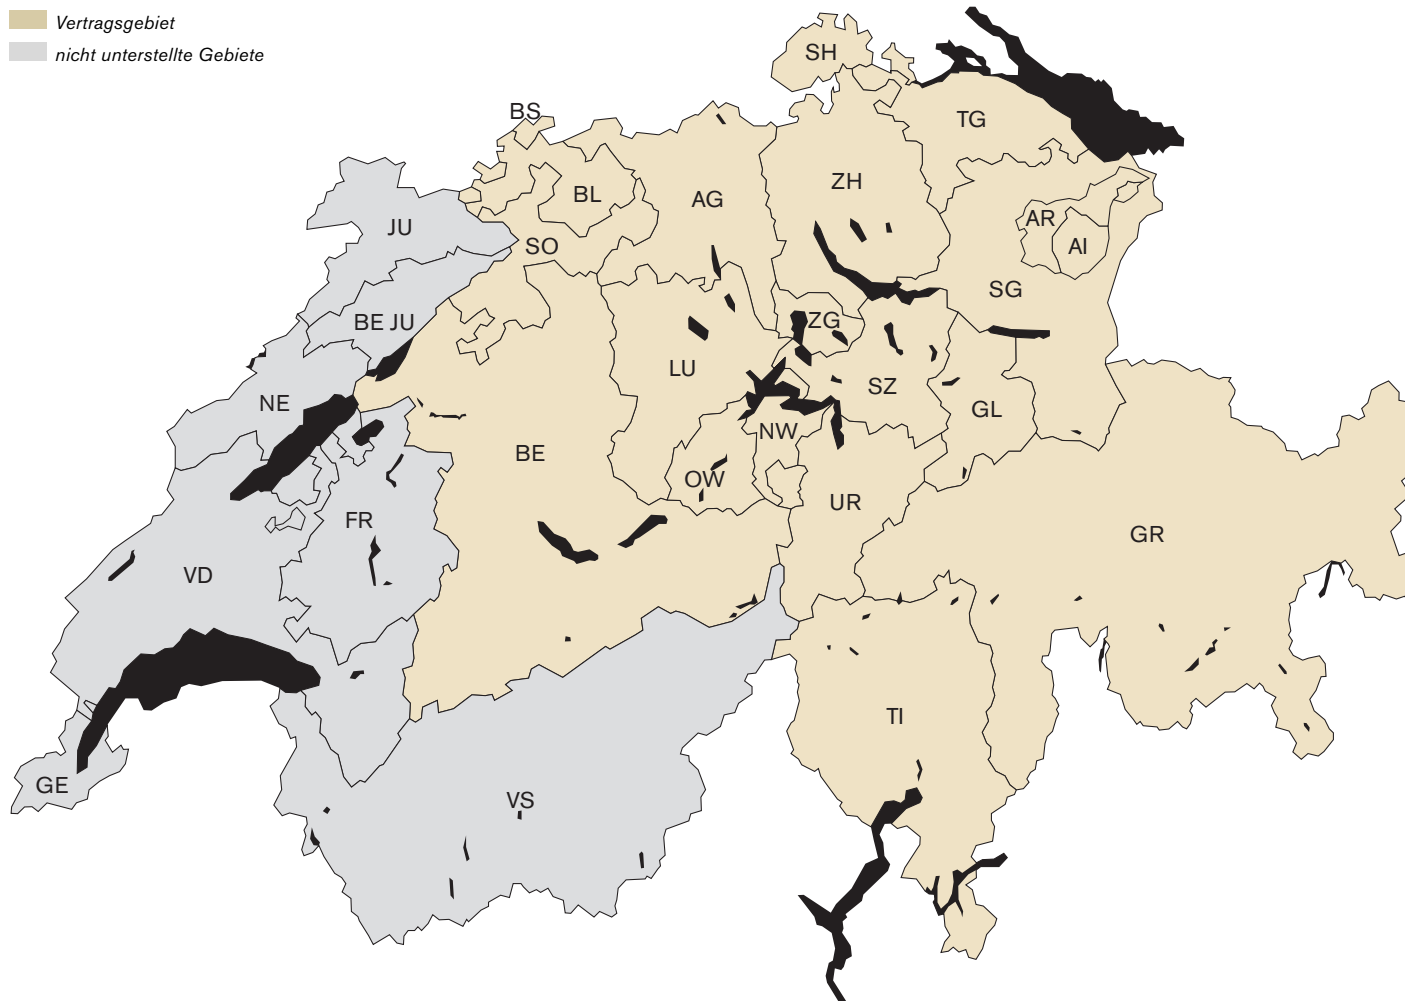 Vertragsgebiet
nicht unterstellte Gebiete
SH
BS
TG
ZH
BL
AG
AR
JU
SO
AI
SG
BE JU
ZG
LU
SZ
NE
GL
NW
BE
OW
UR
FR
GR
VD
TI
GE
VS